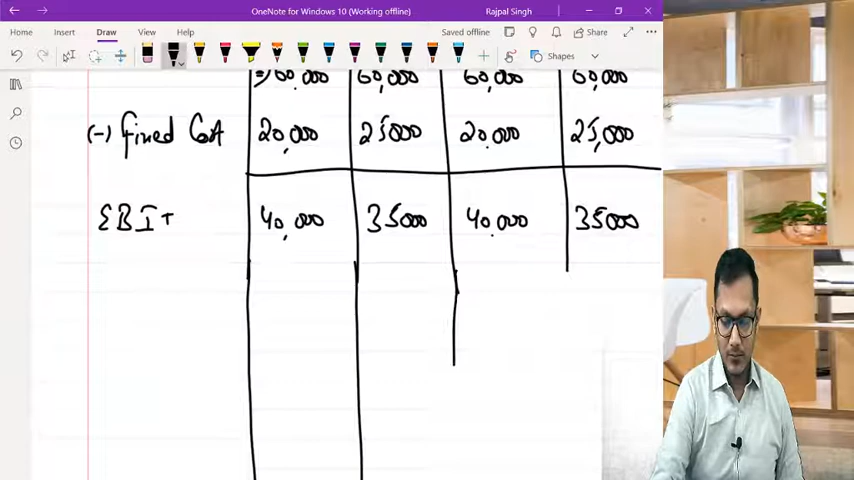 OneNote for Windows 10 (Working offline)
Rajpal Singh
Home Insert Draw View Help
Saved offline
Share
Shapes
60,000 60,000 60,000 60,000
(-) Fixed Cost 20,000 25000 20,000 25,000
EBIT 40,000 35000 40,000 35000